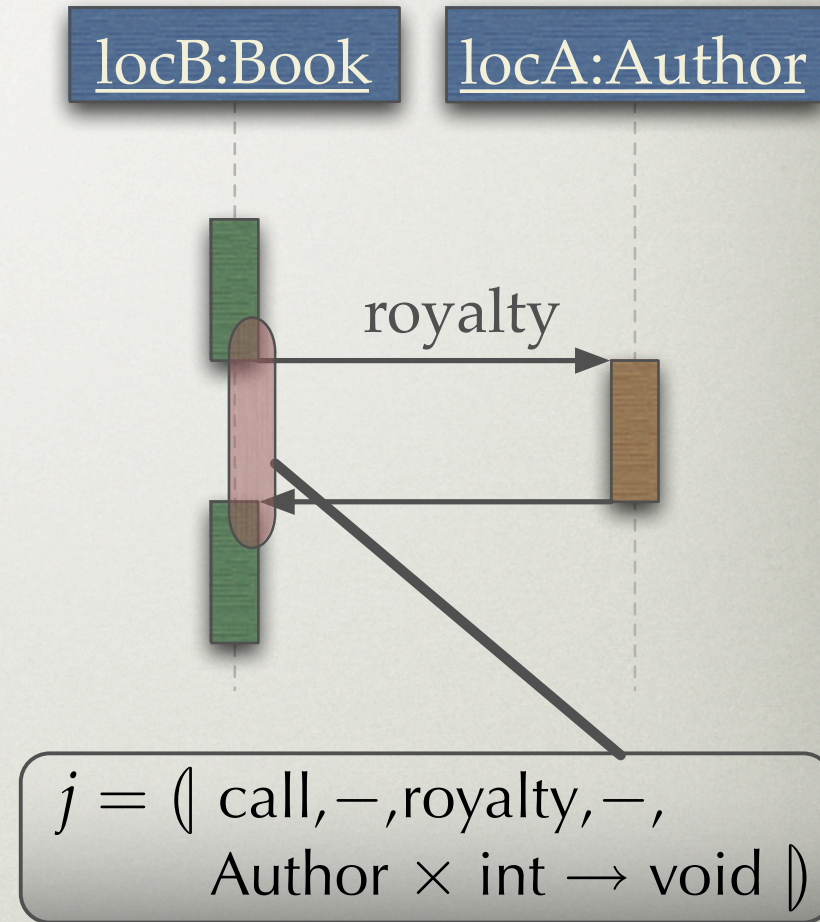 locB:Book locA:Author
royalty
j = ⦇ call,−,royalty,−,
Author × int → void ⦈